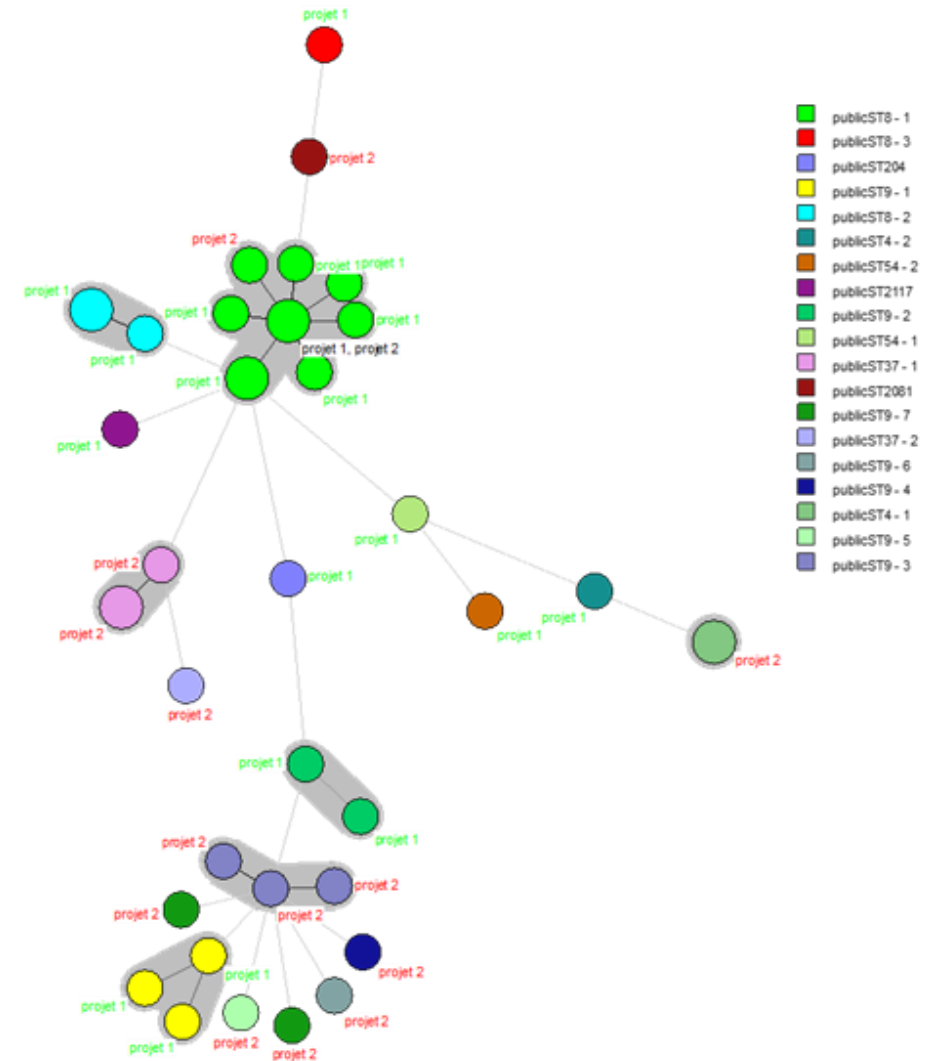 projet 1
projet 2
projet 2
projet 1
projet 1
projet 1
projet 1
projet 1
projet 1, projet 2
projet 1
projet 1
projet 1
projet 1
projet 1
projet 2
projet 1
projet 2
projet 1
projet 1
projet 2
projet 2
projet 1
projet 1
projet 2
projet 2
projet 2
projet 2
projet 1
projet 2
projet 1
projet 2
projet 2
projet 1
projet 2
publicST8 - 1
publicST8 - 3
publicST204
publicST9 - 1
publicST8 - 2
publicST4 - 2
publicST54 - 2
publicST2117
publicST9 - 2
publicST54 - 1
publicST37 - 1
publicST2081
publicST9 - 7
publicST37 - 2
publicST9 - 6
publicST9 - 4
publicST4 - 1
publicST9 - 5
publicST9 - 3